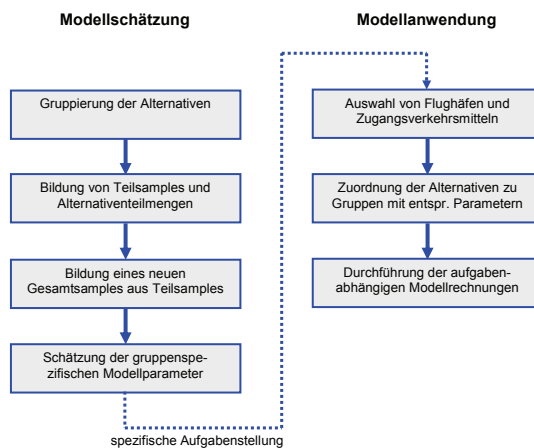 Modellschätzung
Gruppierung der Alternativen
Bildung von Teilsamples und
Alternativenteilmengen
Bildung eines neuen
Gesamtsamples aus Teilsamples
Schätzung der gruppenspe-
zifischen Modellparameter
spezifische Aufgabenstellung
Modellanwendung
Auswahl von Flughäfen und
Zugangsverkehrsmitteln
Zuordnung der Alternativen zu
Gruppen mit entspr. Parametern
Durchführung der aufgaben-
abhängigen Modellrechnungen